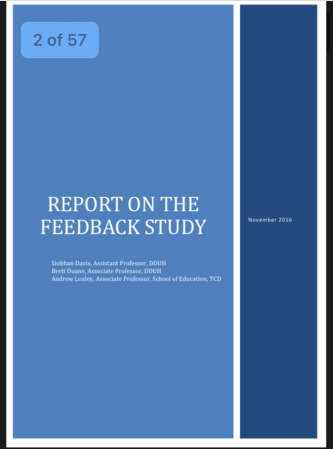 2 of 57
REPORT ON THE
FEEDBACK STUDY
November 2016
Siobhan Davis, Assistant Professor, DDUH
Brett Duane, Associate Professor, DDUH
Andrew Loxley, Associate Professor, School of Education, TCD